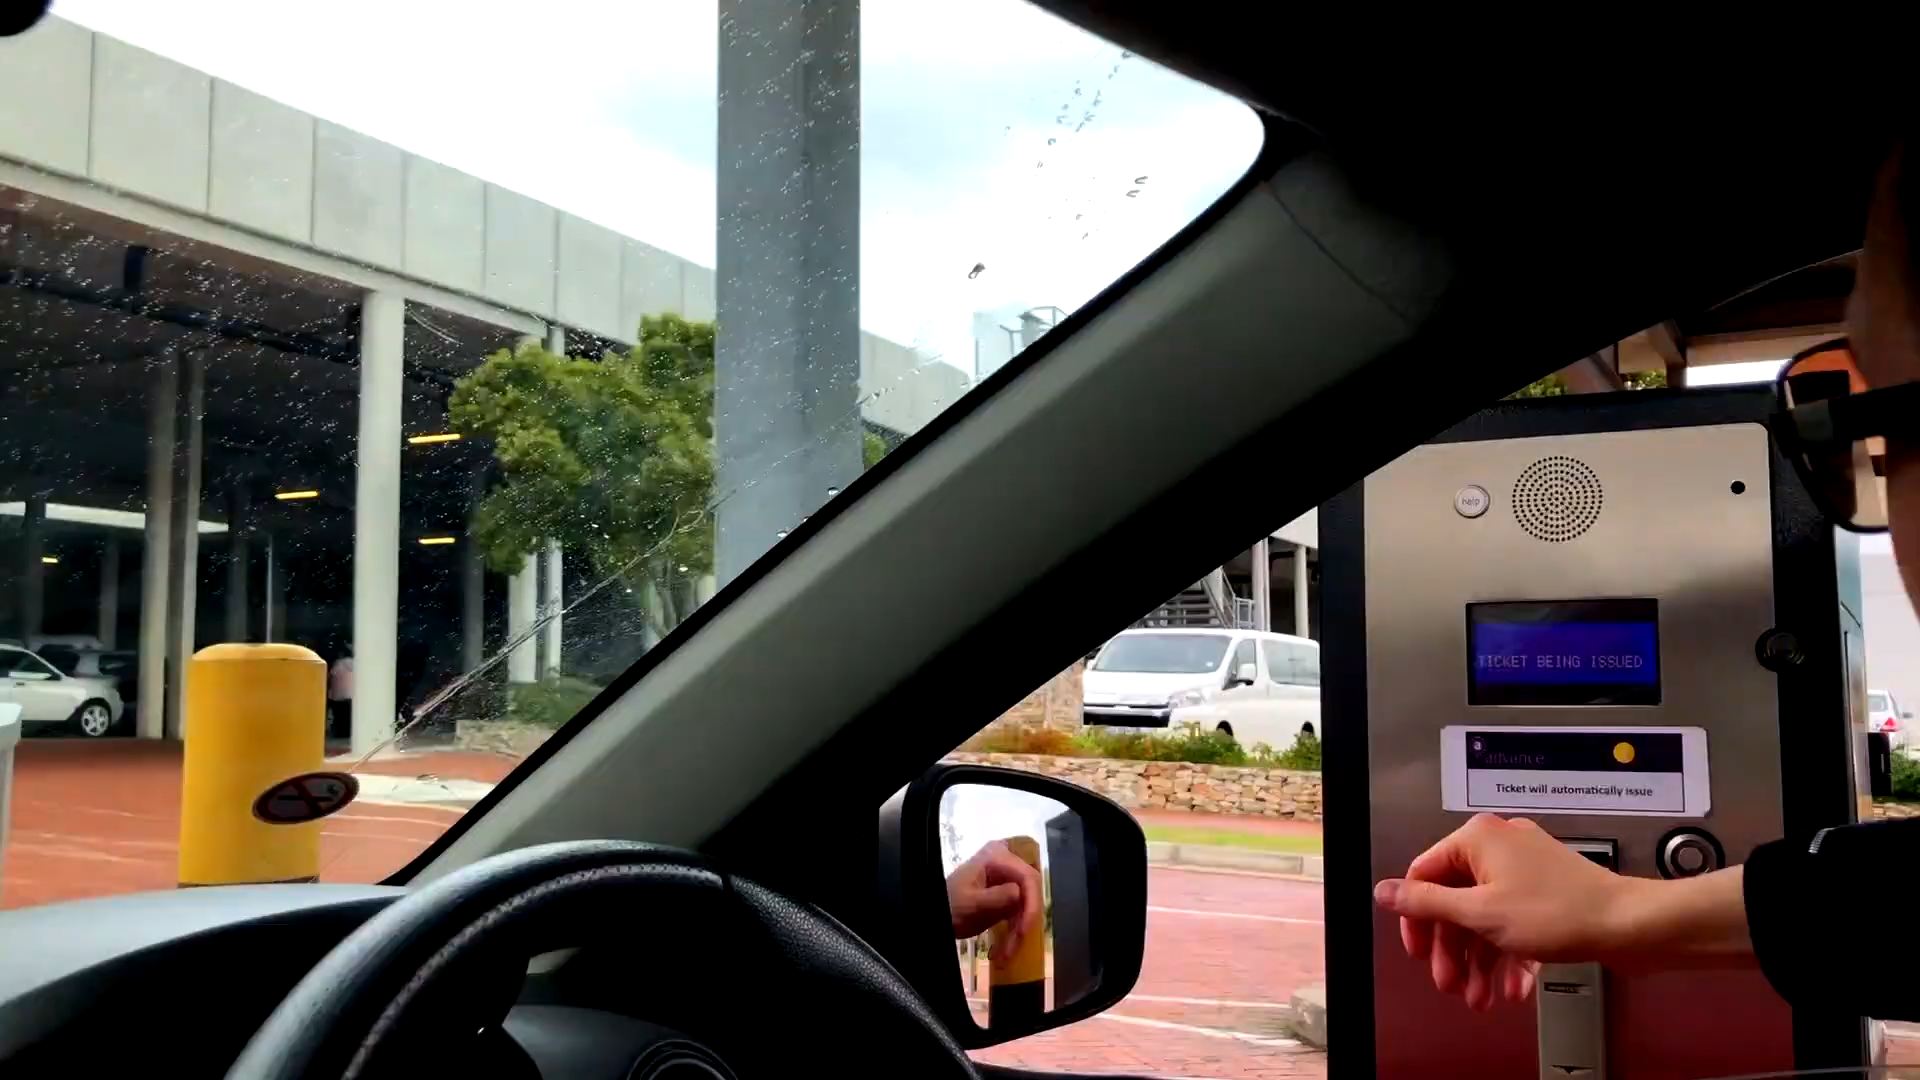 help
TICKET BEING ISSUED
a
advance
Ticket will automatically issue